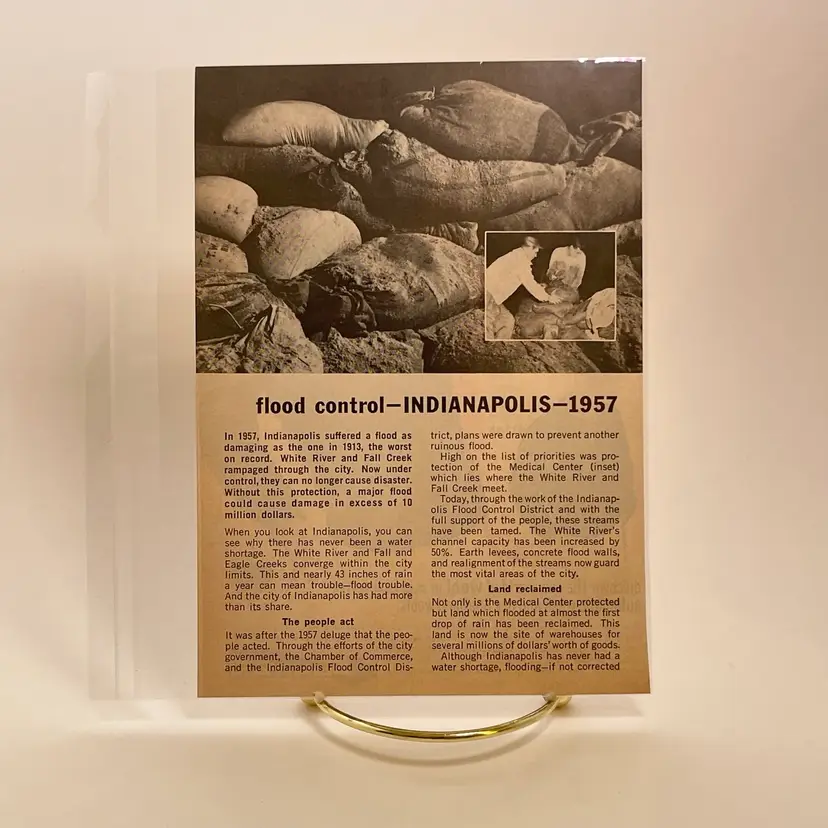 flood control—INDIANAPOLIS—1957
In 1957, Indianapolis suffered a flood as
damaging as the one in 1913, the worst
on record. White River and Fall Creek
rampaged through the city. Now under
control, they can no longer cause disaster.
Without this protection, a major flood
could cause damage in excess of 10
million dollars.
When you look at Indianapolis, you can
see why there has never been a water
shortage. The White River and Fall and
Eagle Creeks converge within the city
limits. This and nearly 43 inches of rain
a year can mean trouble—flood trouble.
And the city of Indianapolis has had more
than its share.
The people act
It was after the 1957 deluge that the peo-
ple acted. Through the efforts of the city
government, the Chamber of Commerce,
and the Indianapolis Flood Control Dis-
trict, plans were drawn to prevent another
ruinous flood.
High on the list of priorities was pro-
tection of the Medical Center (inset)
which lies where the White River and
Fall Creek meet.
Today, through the work of the Indianap-
olis Flood Control District and with the
full support of the people, these streams
have been tamed. The White River's
channel capacity has been increased by
50%. Earth levees, concrete flood walls,
and realignment of the streams now guard
the most vital areas of the city.
Land reclaimed
Not only is the Medical Center protected
but land which flooded at almost the first
drop of rain has been reclaimed. This
land is now the site of warehouses for
several millions of dollars' worth of goods.
Although Indianapolis has never had a
water shortage, flooding—if not corrected